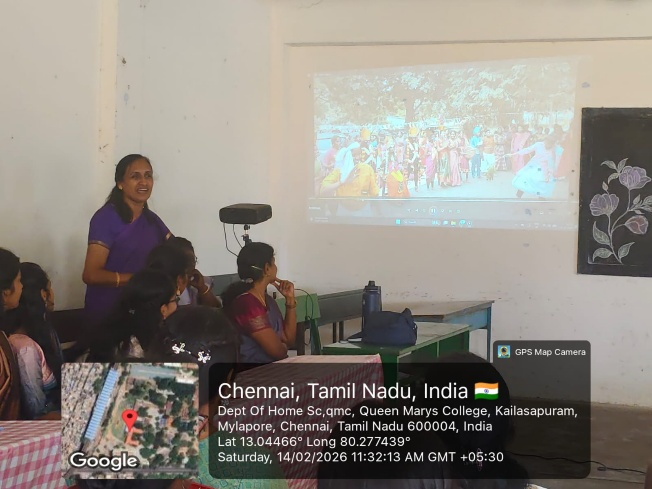 GPS Map Camera
Chennai, Tamil Nadu, India
Dept Of Home Sc,qmc, Queen Marys College, Kailasapuram,
Mylapore, Chennai, Tamil Nadu 600004, India
Lat 13.04466° Long 80.277439°
Saturday, 14/02/2026 11:32:13 AM GMT +05:30
Google